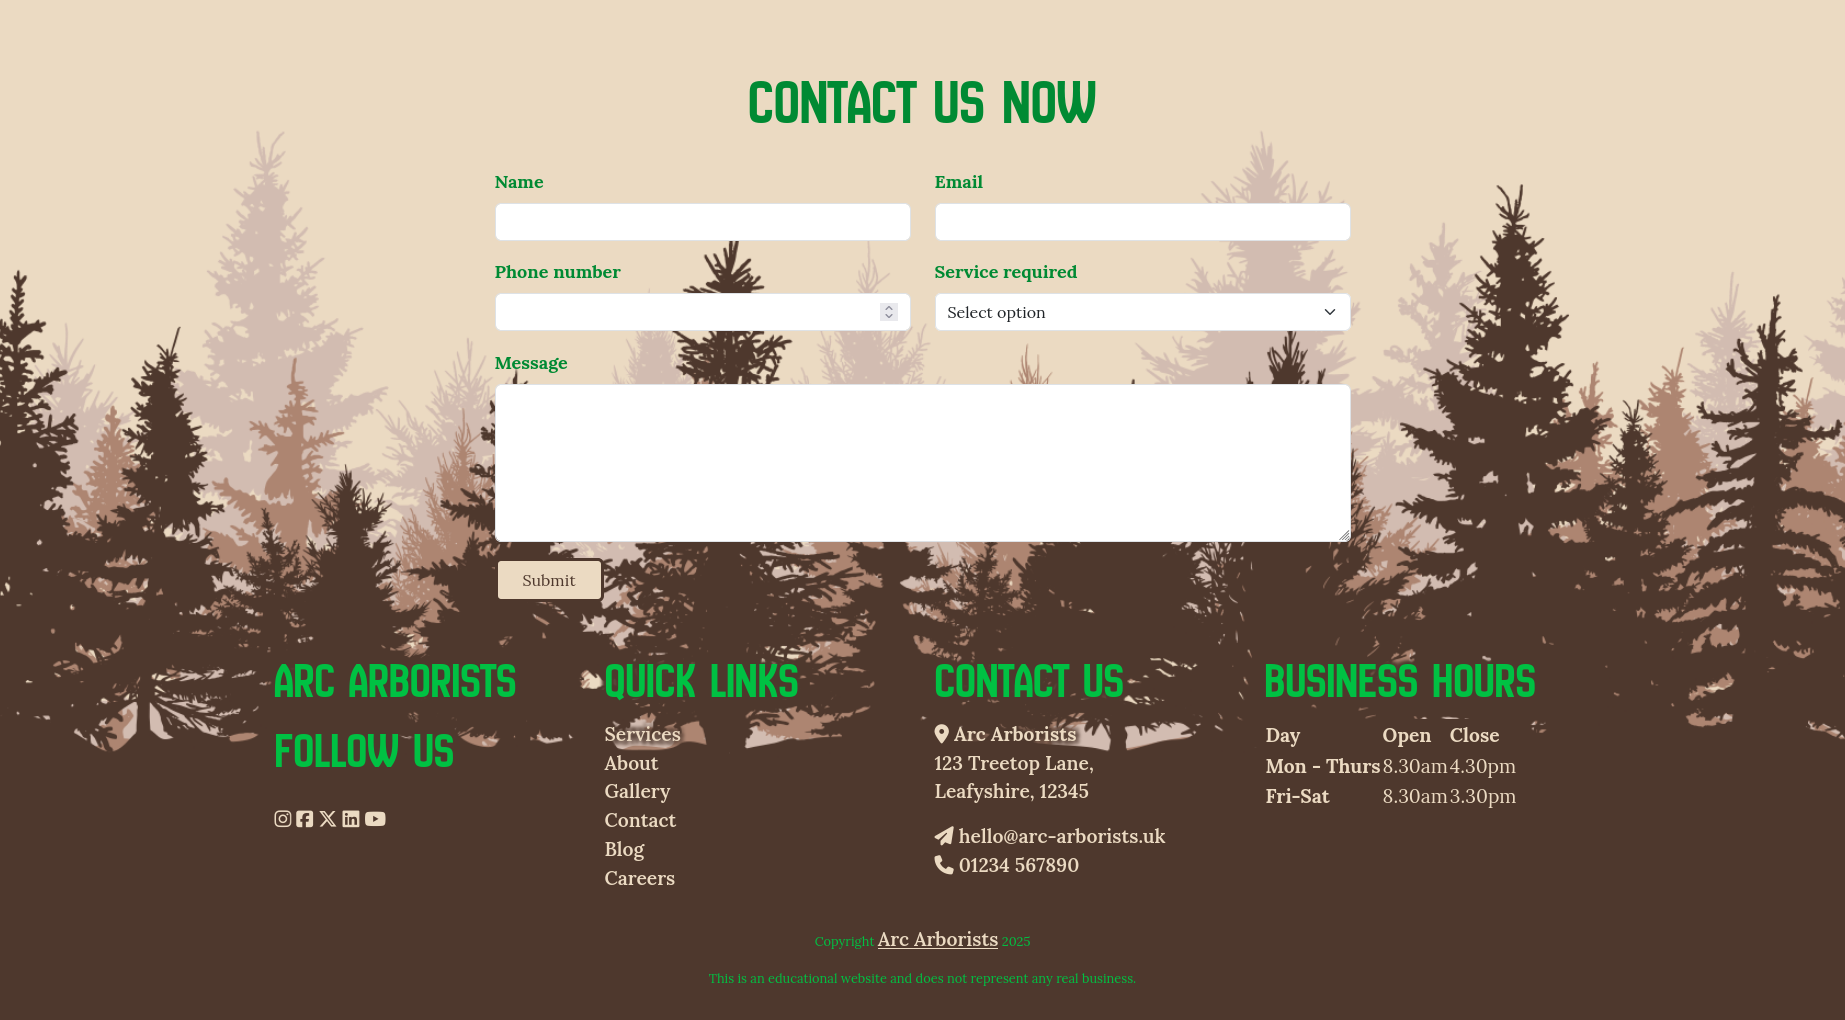 CONTACT US NOW
Name
Email
Phone number
Service required
Select option
Message
Submit
ARC ARBORISTS
FOLLOW US
QUICK LINKS
Services
About
Gallery
Contact
Blog
Careers
CONTACT US
Arc Arborists
123 Treetop Lane,
Leafyshire, 12345
hello@arc-arborists.uk
01234 567890
BUSINESS HOURS
Day Open Close
Mon - Thurs 8.30am 4.30pm
Fri-Sat 8.30am 3.30pm
Copyright Arc Arborists 2025
This is an educational website and does not represent any real business.